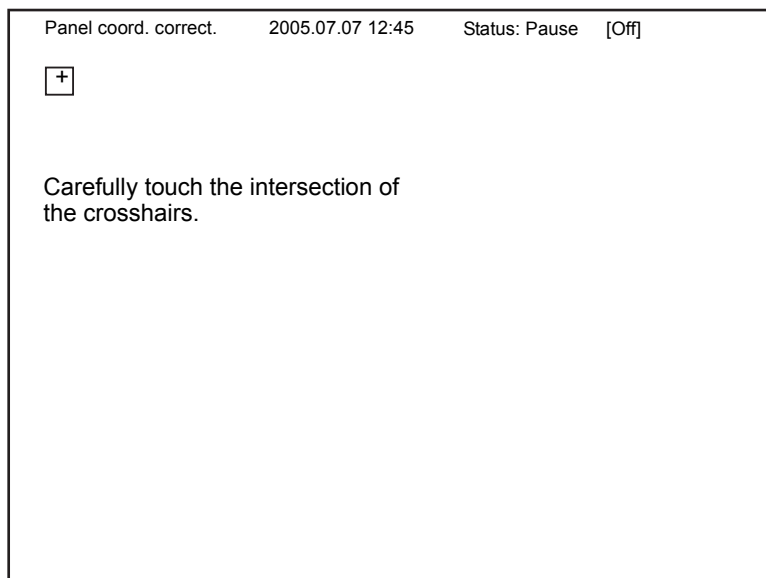 Panel coord. correct. 2005.07.07 12:45 Status: Pause [Off]
+
Carefully touch the intersection of
the crosshairs.